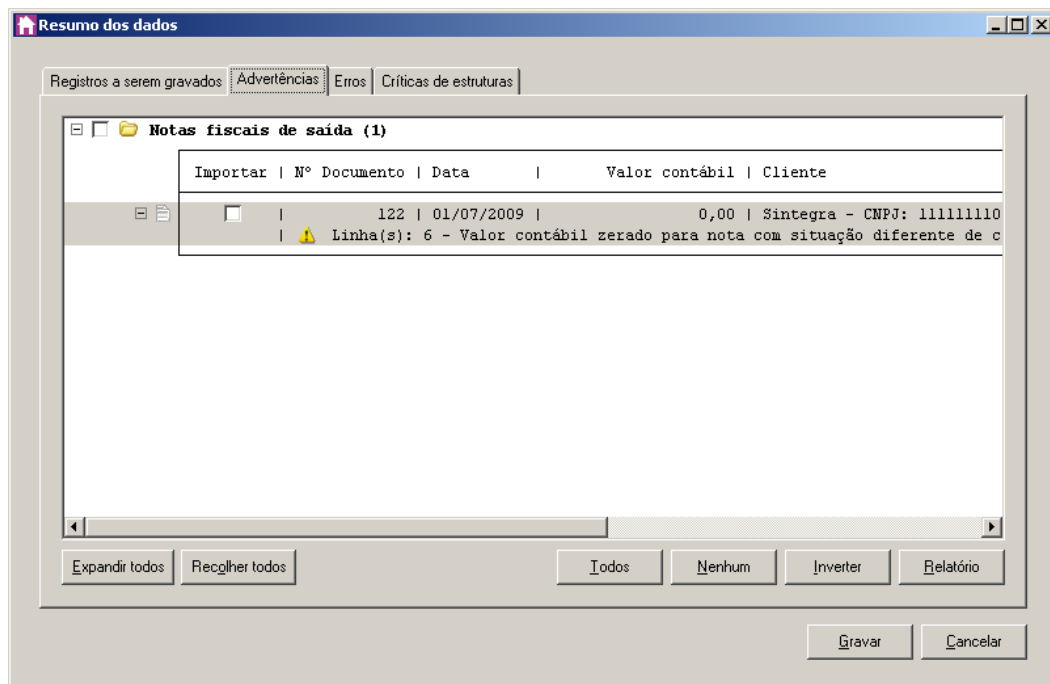 Resumo dos dados
Registros a serem gravados Advertências Erros Críticas de estruturas
Notas fiscais de saída (1)
Importar | Nº Documento | Data | Valor contábil | Cliente
| 122 | 01/07/2009 | 0,00 | Sintegra - CNPJ: 111111110
| Linha(s): 6 - Valor contábil zerado para nota com situação diferente de c
Expandir todos Recolher todos Todos Nenhum Inverter Relatório
Gravar Cancelar